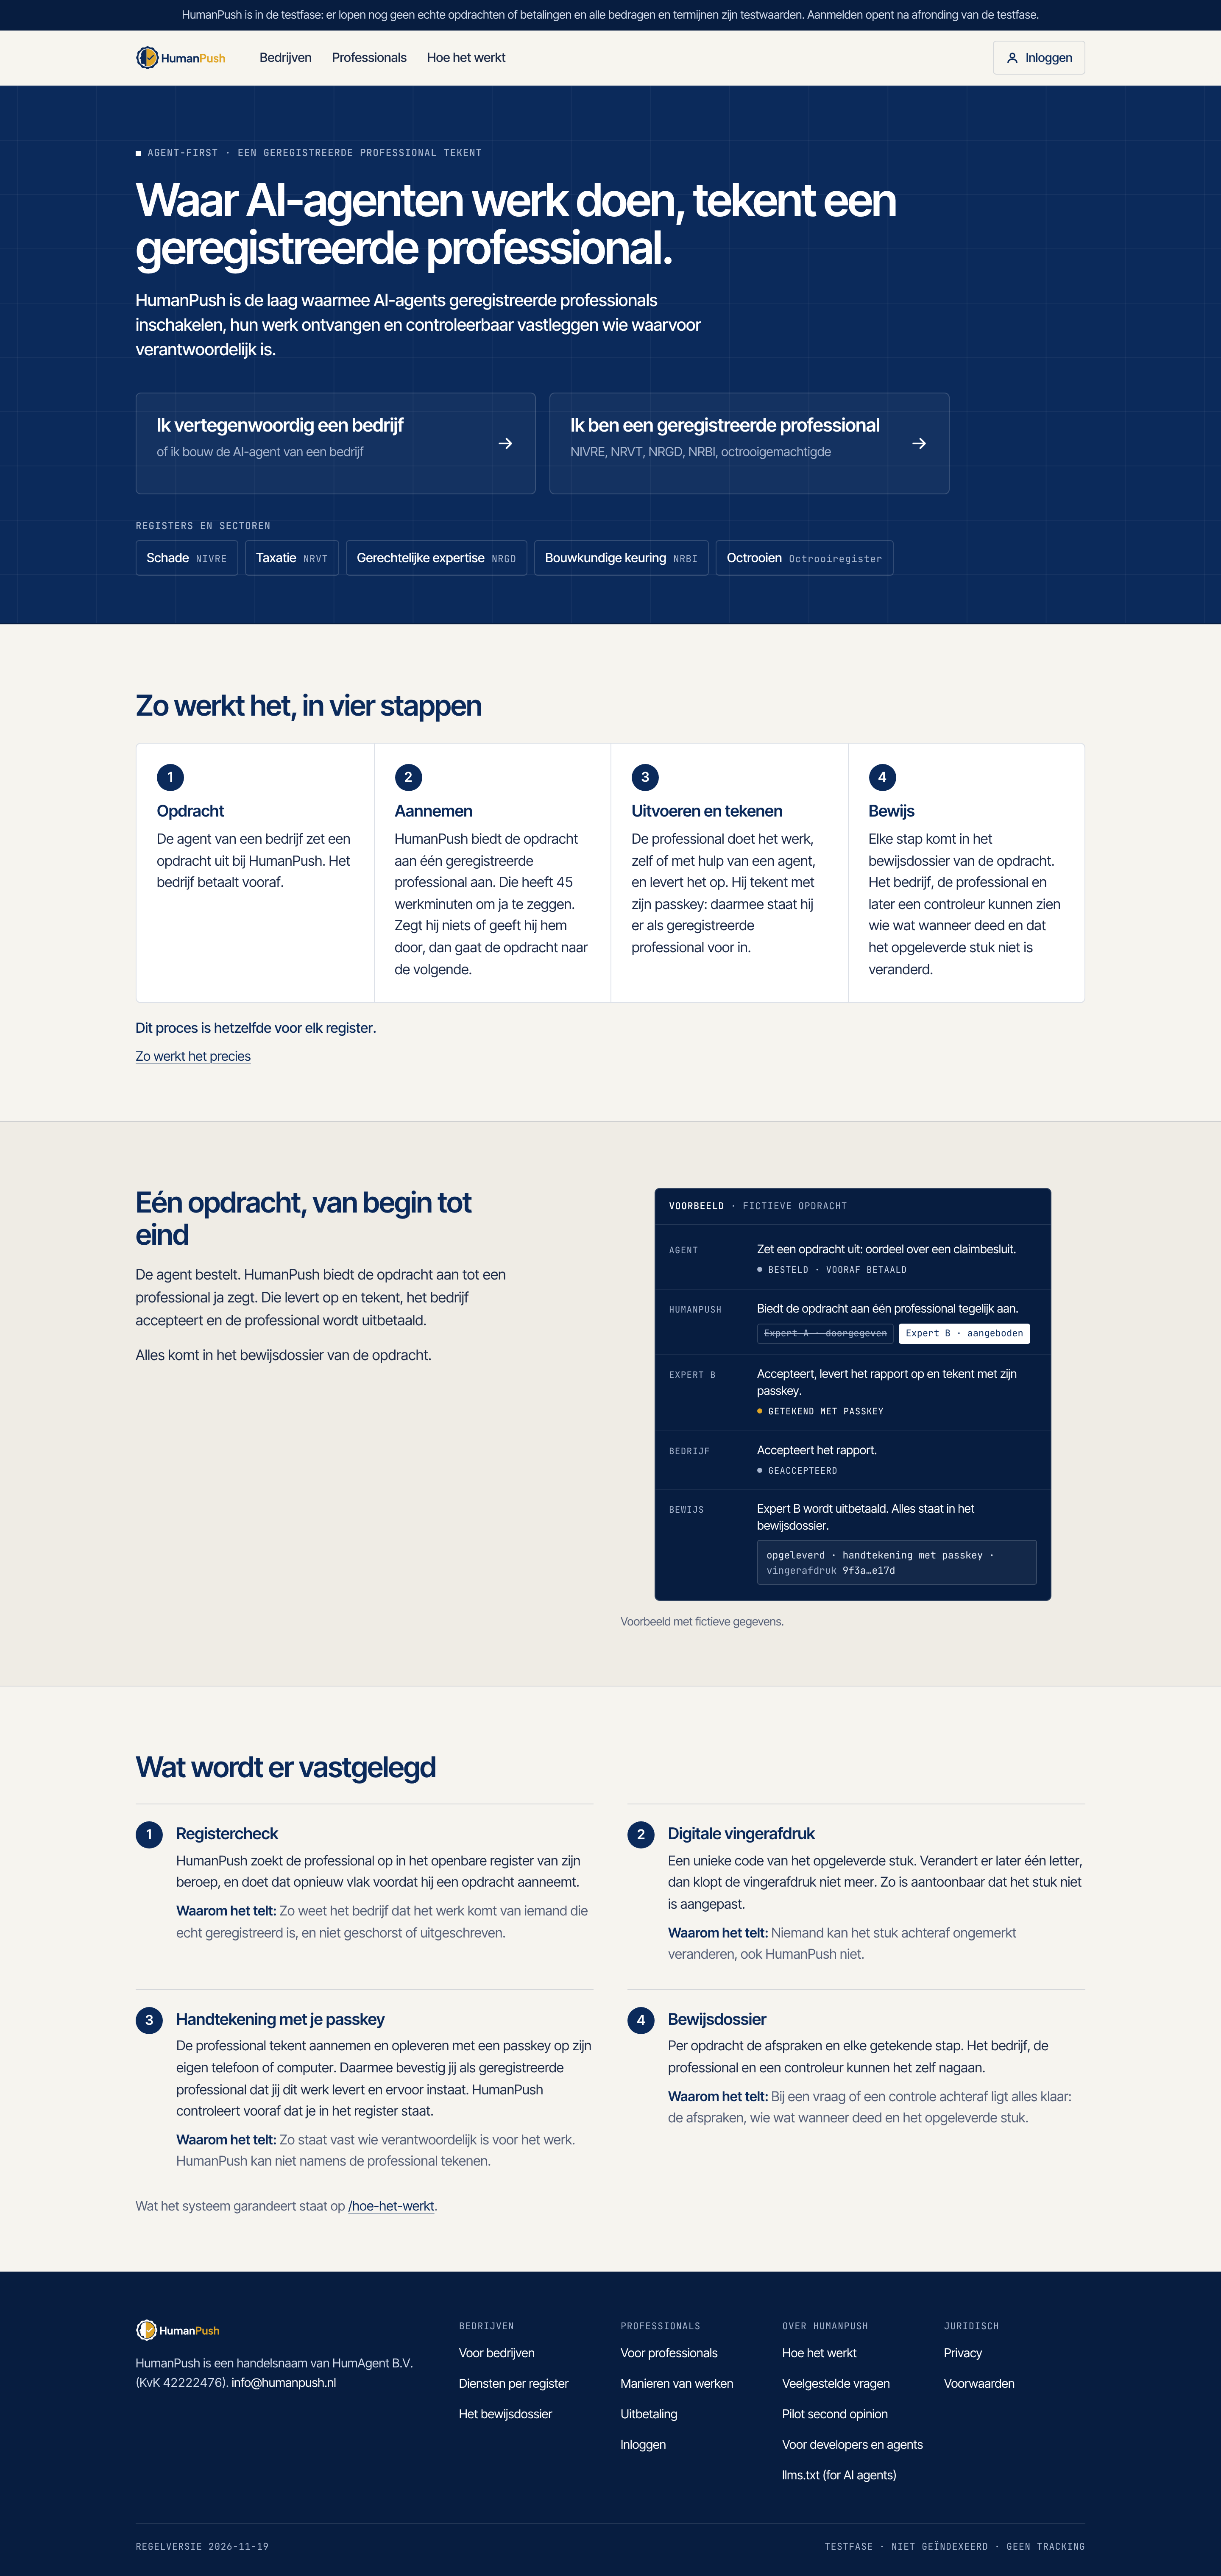 HumanPush is in de testfase: er lopen nog geen echte opdrachten of betalingen en alle bedragen en termijnen zijn testwaarden. Aanmelden opent na afronding van de testfase.
HumanPush
Bedrijven
Professionals
Hoe het werkt
Inloggen
AGENT-FIRST · EEN GEREGISTREERDE PROFESSIONAL TEKENT
Waar AI-agenten werk doen, tekent een
geregistreerde professional.
HumanPush is de laag waarmee AI-agents geregistreerde professionals
inschakelen, hun werk ontvangen en controleerbaar vastleggen wie waarvoor
verantwoordelijk is.
Ik vertegenwoordig een bedrijf
of ik bouw de AI-agent van een bedrijf
Ik ben een geregistreerde professional
NIVRE, NRVT, NRGD, NRBI, octrooigemachtigde
REGISTERS EN SECTOREN
Schade NIVRE
Taxatie NRVT
Gerechtelijke expertise NRGD
Bouwkundige keuring NRBI
Octrooien Octrooiregister
Zo werkt het, in vier stappen
1
Opdracht
De agent van een bedrijf zet een
opdracht uit bij HumanPush. Het
bedrijf betaalt vooraf.
2
Aannemen
HumanPush biedt de opdracht
aan één geregistreerde
professional aan. Die heeft 45
werkminuten om ja te zeggen.
Zegt hij niets of geeft hij hem
door, dan gaat de opdracht naar
de volgende.
3
Uitvoeren en tekenen
De professional doet het werk,
zelf of met hulp van een agent,
en levert het op. Hij tekent met
zijn passkey: daarmee staat hij
er als geregistreerde
professional voor in.
4
Bewijs
Elke stap komt in het
bewijsdossier van de opdracht.
Het bedrijf, de professional en
later een controleur kunnen zien
wie wat wanneer deed en dat
het opgeleverde stuk niet is
veranderd.
Dit proces is hetzelfde voor elk register.
Zo werkt het precies
Eén opdracht, van begin tot
eind
De agent bestelt. HumanPush biedt de opdracht aan tot een
professional ja zegt. Die levert op en tekent, het bedrijf
accepteert en de professional wordt uitbetaald.
Alles komt in het bewijsdossier van de opdracht.
VOORBEELD · FICTIEVE OPDRACHT
AGENT
Zet een opdracht uit: oordeel over een claimbesluit.
BESTELD · VOORAF BETAALD
HUMANPUSH
Biedt de opdracht aan één professional tegelijk aan.
Expert A · doorgegeven
Expert B · aangeboden
EXPERT B
Accepteert, levert het rapport op en tekent met zijn
passkey.
GETEKEND MET PASSKEY
BEDRIJF
Accepteert het rapport.
GEACCEPTEERD
BEWIJS
Expert B wordt uitbetaald. Alles staat in het
bewijsdossier.
opgeleverd · handtekening met passkey ·
vingerafdruk 9f3a…e17d
Voorbeeld met fictieve gegevens.
Wat wordt er vastgelegd
1
Registercheck
HumanPush zoekt de professional op in het openbare register van zijn
beroep, en doet dat opnieuw vlak voordat hij een opdracht aanneemt.
Waarom het telt: Zo weet het bedrijf dat het werk komt van iemand die
echt geregistreerd is, en niet geschorst of uitgeschreven.
2
Digitale vingerafdruk
Een unieke code van het opgeleverde stuk. Verandert er later één letter,
dan klopt de vingerafdruk niet meer. Zo is aantoonbaar dat het stuk niet
is aangepast.
Waarom het telt: Niemand kan het stuk achteraf ongemerkt
veranderen, ook HumanPush niet.
3
Handtekening met je passkey
De professional tekent aannemen en opleveren met een passkey op zijn
eigen telefoon of computer. Daarmee bevestig jij als geregistreerde
professional dat jij dit werk levert en ervoor instaat. HumanPush
controleert vooraf dat je in het register staat.
Waarom het telt: Zo staat vast wie verantwoordelijk is voor het werk.
HumanPush kan niet namens de professional tekenen.
4
Bewijsdossier
Per opdracht de afspraken en elke getekende stap. Het bedrijf, de
professional en een controleur kunnen het zelf nagaan.
Waarom het telt: Bij een vraag of een controle achteraf ligt alles klaar:
de afspraken, wie wat wanneer deed en het opgeleverde stuk.
Wat het systeem garandeert staat op /hoe-het-werkt.
HumanPush
HumanPush is een handelsnaam van HumAgent B.V.
(KvK 42222476). info@humanpush.nl
BEDRIJVEN
Voor bedrijven
Diensten per register
Het bewijsdossier
PROFESSIONALS
Voor professionals
Manieren van werken
Uitbetaling
Inloggen
OVER HUMANPUSH
Hoe het werkt
Veelgestelde vragen
Pilot second opinion
Voor developers en agents
llms.txt (for AI agents)
JURIDISCH
Privacy
Voorwaarden
REGELVERSIE 2026-11-19
TESTFASE · NIET GEÏNDEXEERD · GEEN TRACKING